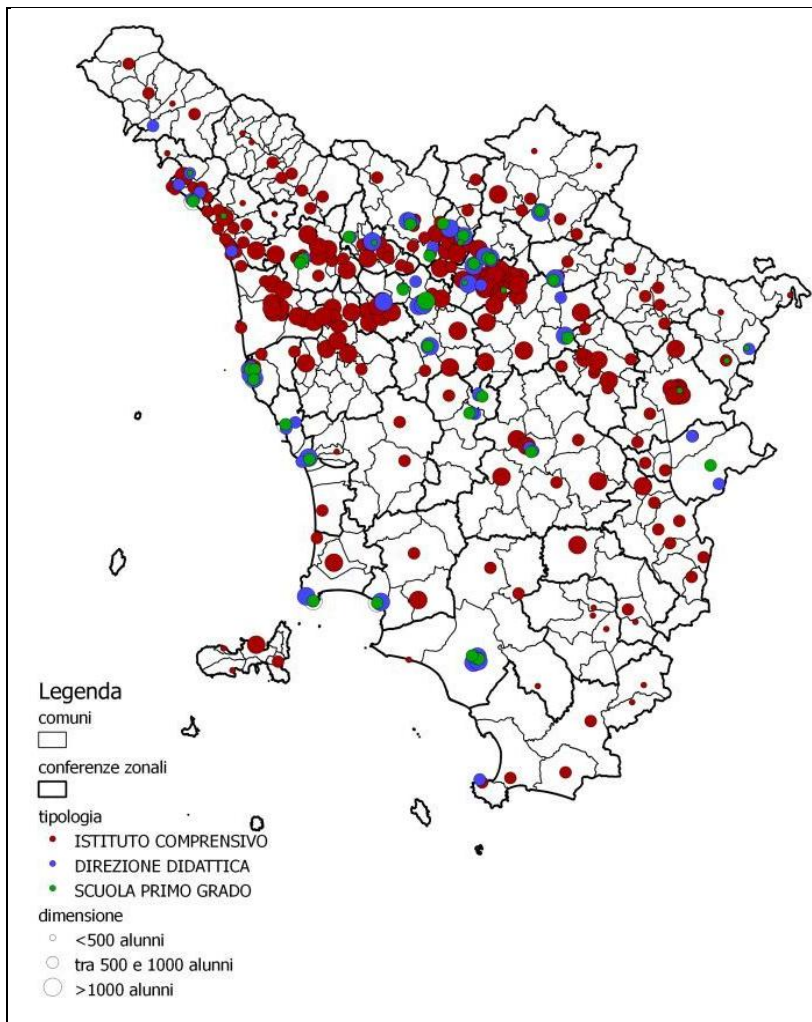 Legenda
comuni
conferenze zonali
tipologia
ISTITUTO COMPRENSIVO
DIREZIONE DIDATTICA
SCUOLA PRIMO GRADO
dimensione
<500 alunni
tra 500 e 1000 alunni
>1000 alunni